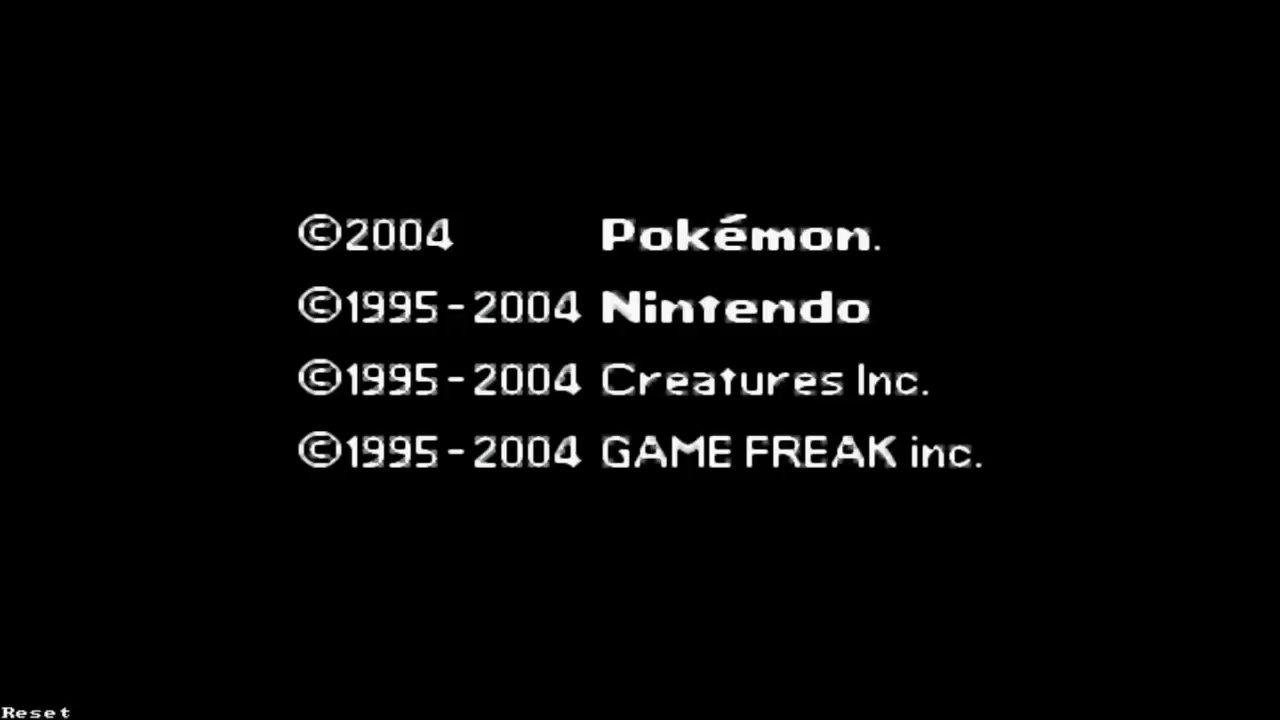 ©2004 Pokémon.
©1995-2004 Nintendo
©1995-2004 Creatures Inc.
©1995-2004 GAME FREAK inc.
Reset